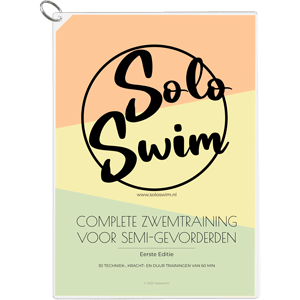 Solo
Swim
www.soloswim.nl
COMPLETE ZWEMTRAINING
VOOR SEMI-GEVORDERDEN
Eerste Editie
30 TECHNIEK-, KRACHT- EN DUUR TRAININGEN VAN 60 MIN